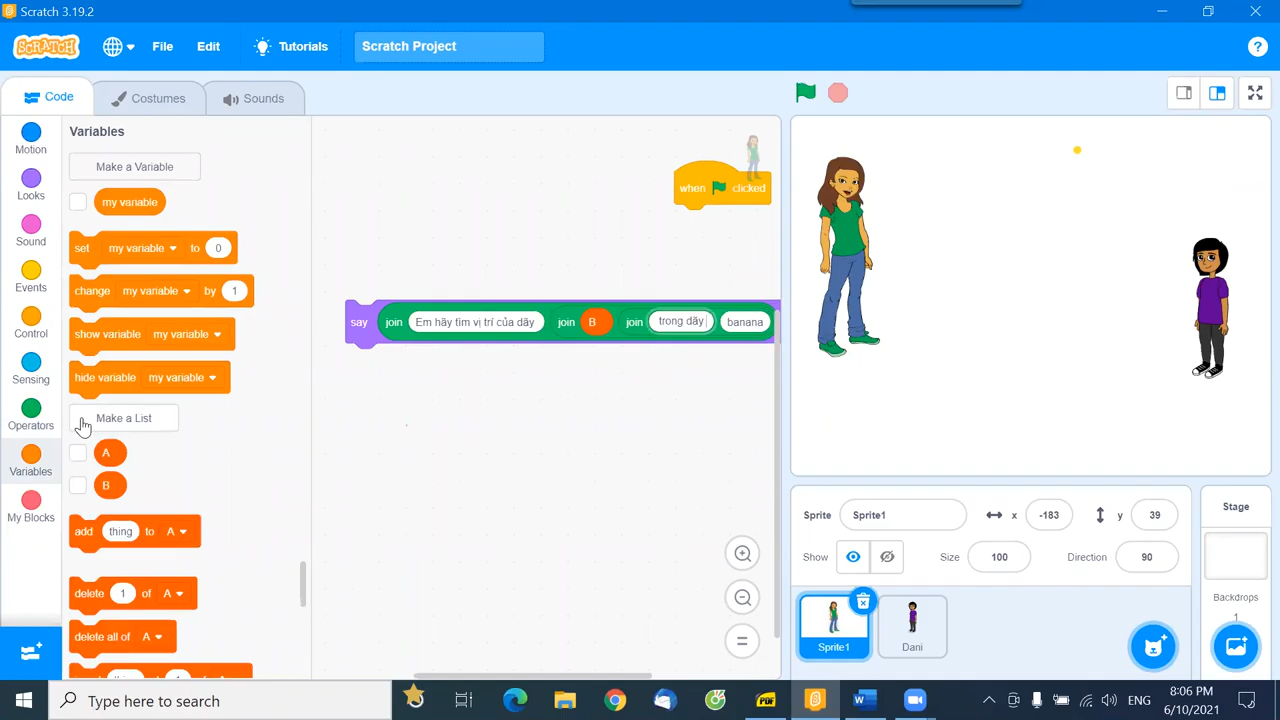 Scratch 3.19.2
SCRATCH
File
Edit
Tutorials
Scratch Project
?
Code
Costumes
Sounds
Motion
Looks
Sound
Events
Control
Sensing
Operators
Variables
My Blocks
Variables
Make a Variable
my variable
set my variable to 0
change my variable by 1
show variable my variable
hide variable my variable
Make a List
A
B
add thing to A
delete 1 of A
delete all of A
when clicked
say join Em hãy tìm vị trí của dãy join B join trong dãy banana
Sprite Sprite1 x -183 y 39
Show Size 100 Direction 90
Sprite1
Dani
Stage
Backdrops
1
Type here to search
PDF
ENG
8:06 PM
6/10/2021